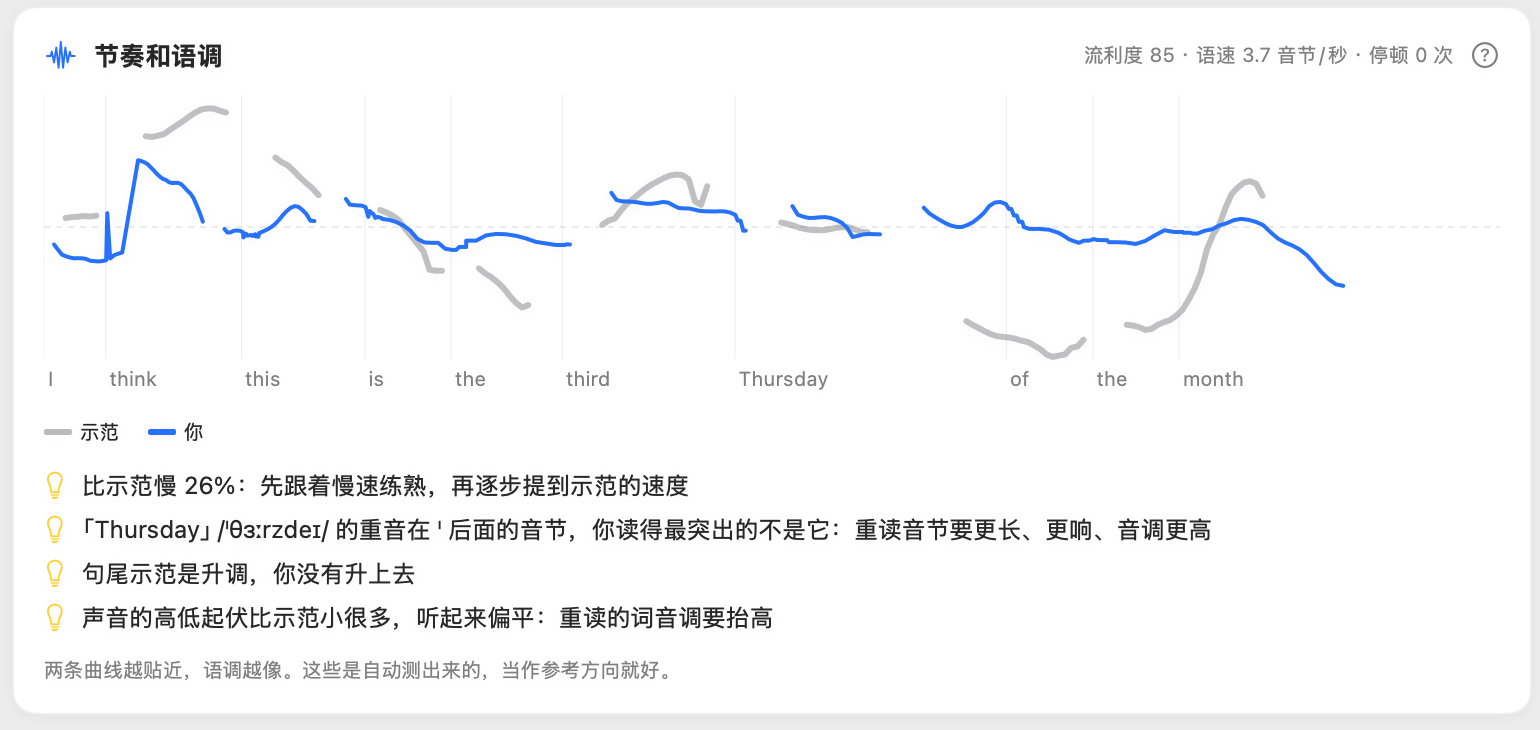 节奏和语调
流利度 85 · 语速 3.7 音节/秒 · 停顿 0 次 ?
I think this is the third Thursday of the month
示范 你
比示范慢 26%：先跟着慢速练熟，再逐步提到示范的速度
「Thursday」/ˈθɜːrzdeɪ/ 的重音在 ˈ 后面的音节，你读得最突出的不是它：重读音节要更长、更响、音调更高
句尾示范是升调，你没有升上去
声音的高低起伏比示范小很多，听起来偏平：重读的词音调要抬高
两条曲线越贴近，语调越像。这些是自动测出来的，当作参考方向就好。